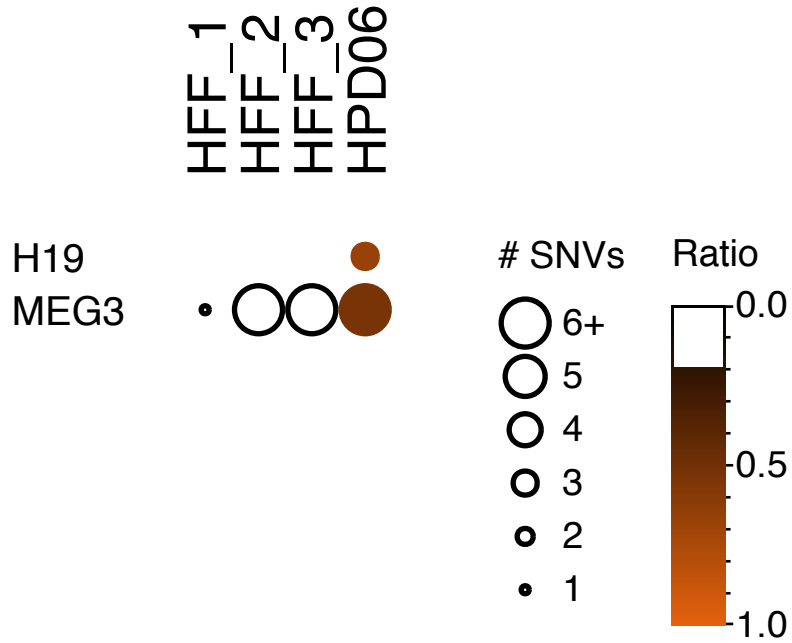 HFF_1
HFF_2
HFF_3
HPD06
H19
MEG3
# SNVs
6+
5
4
3
2
1
Ratio
0.0
0.5
1.0